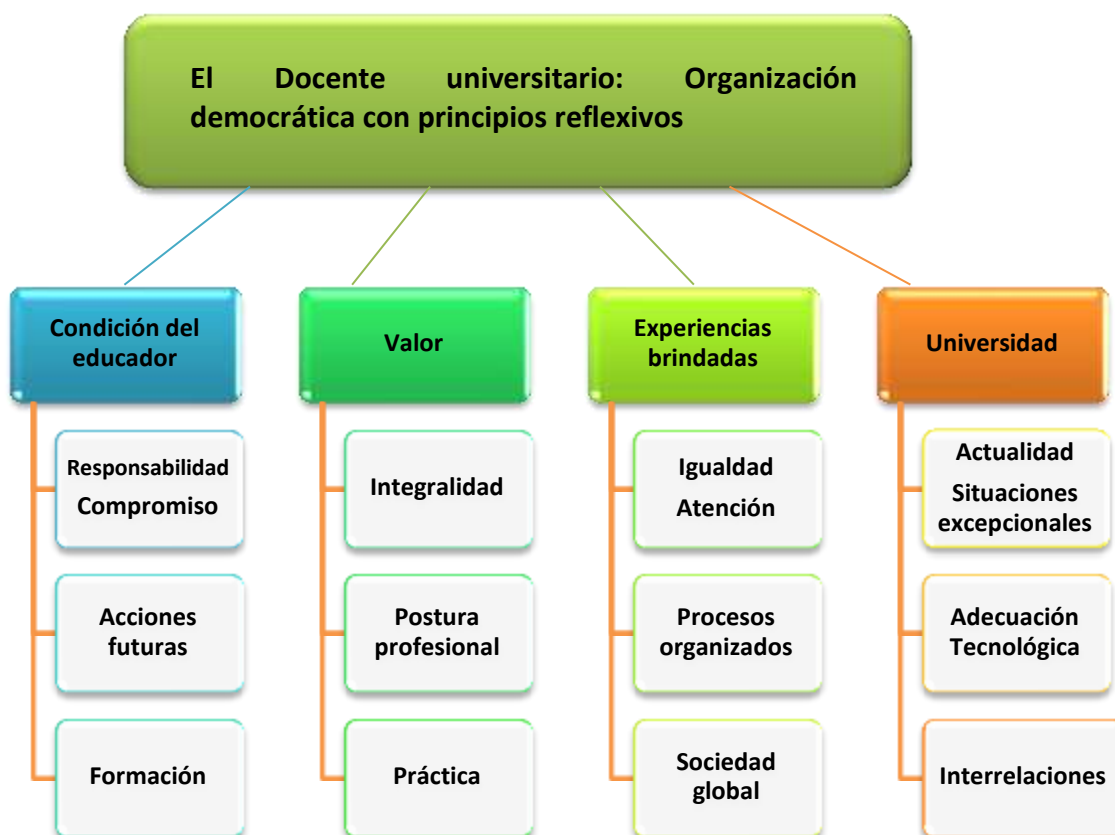 El Docente universitario: Organización
democrática con principios reflexivos
Condición del
educador
Responsabilidad
Compromiso
Acciones
futuras
Formación
Valor
Integralidad
Postura
profesional
Práctica
Experiencias
brindadas
Igualdad
Atención
Procesos
organizados
Sociedad
global
Universidad
Actualidad
Situaciones
excepcionales
Adecuación
Tecnológica
Interrelaciones